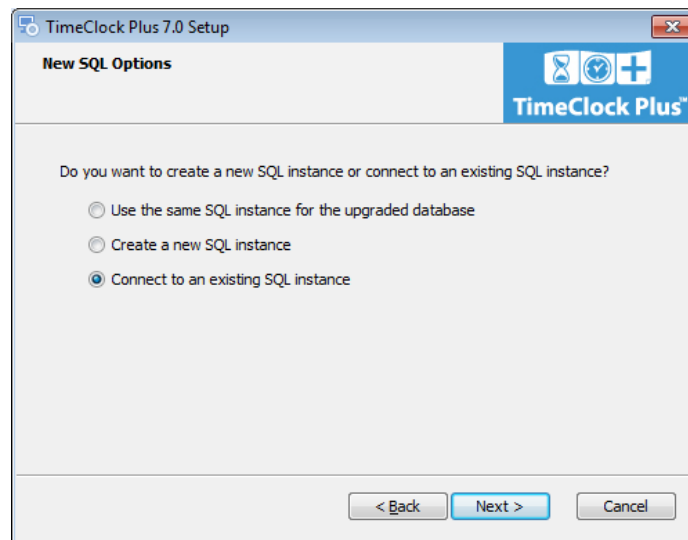 TimeClock Plus 7.0 Setup
New SQL Options
TimeClock Plus™
Do you want to create a new SQL instance or connect to an existing SQL instance?
Use the same SQL instance for the upgraded database
Create a new SQL instance
Connect to an existing SQL instance
< Back
Next >
Cancel